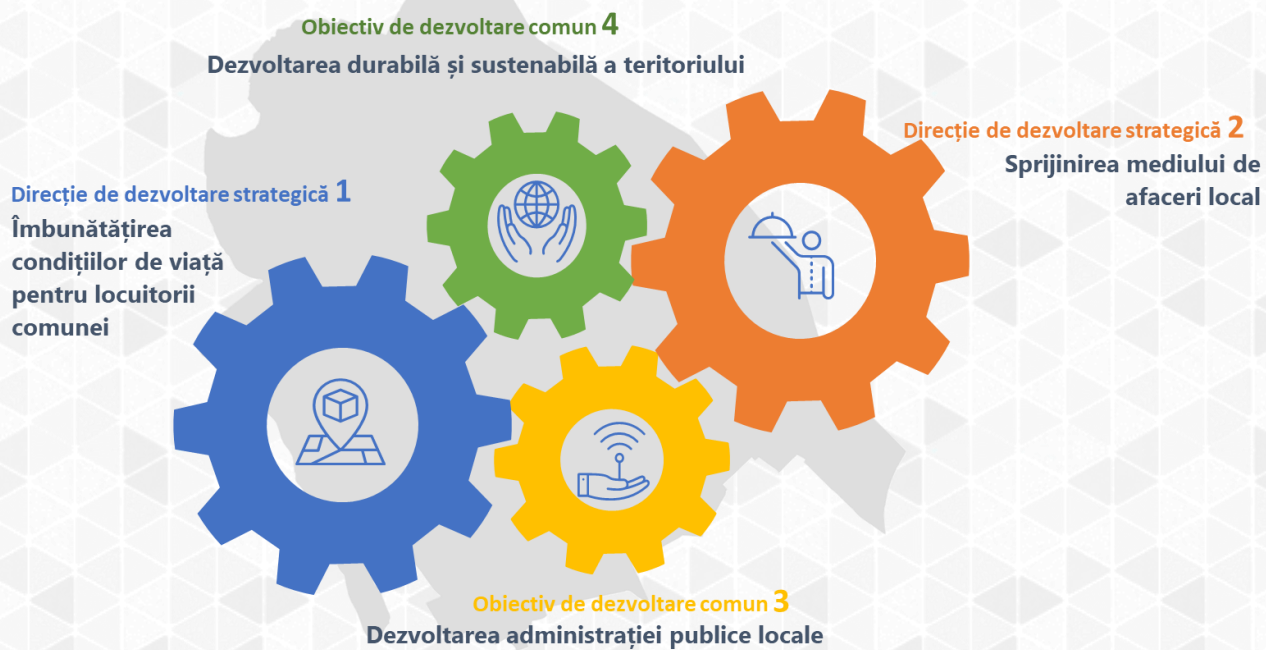 Obiectiv de dezvoltare comun 4
Dezvoltarea durabilă și sustenabilă a teritoriului
Direcție de dezvoltare strategică 2
Sprijinirea mediului de
afaceri local
Direcție de dezvoltare strategică 1
Îmbunătățirea
condițiilor de viață
pentru locuitorii
comunei
Obiectiv de dezvoltare comun 3
Dezvoltarea administrației publice locale